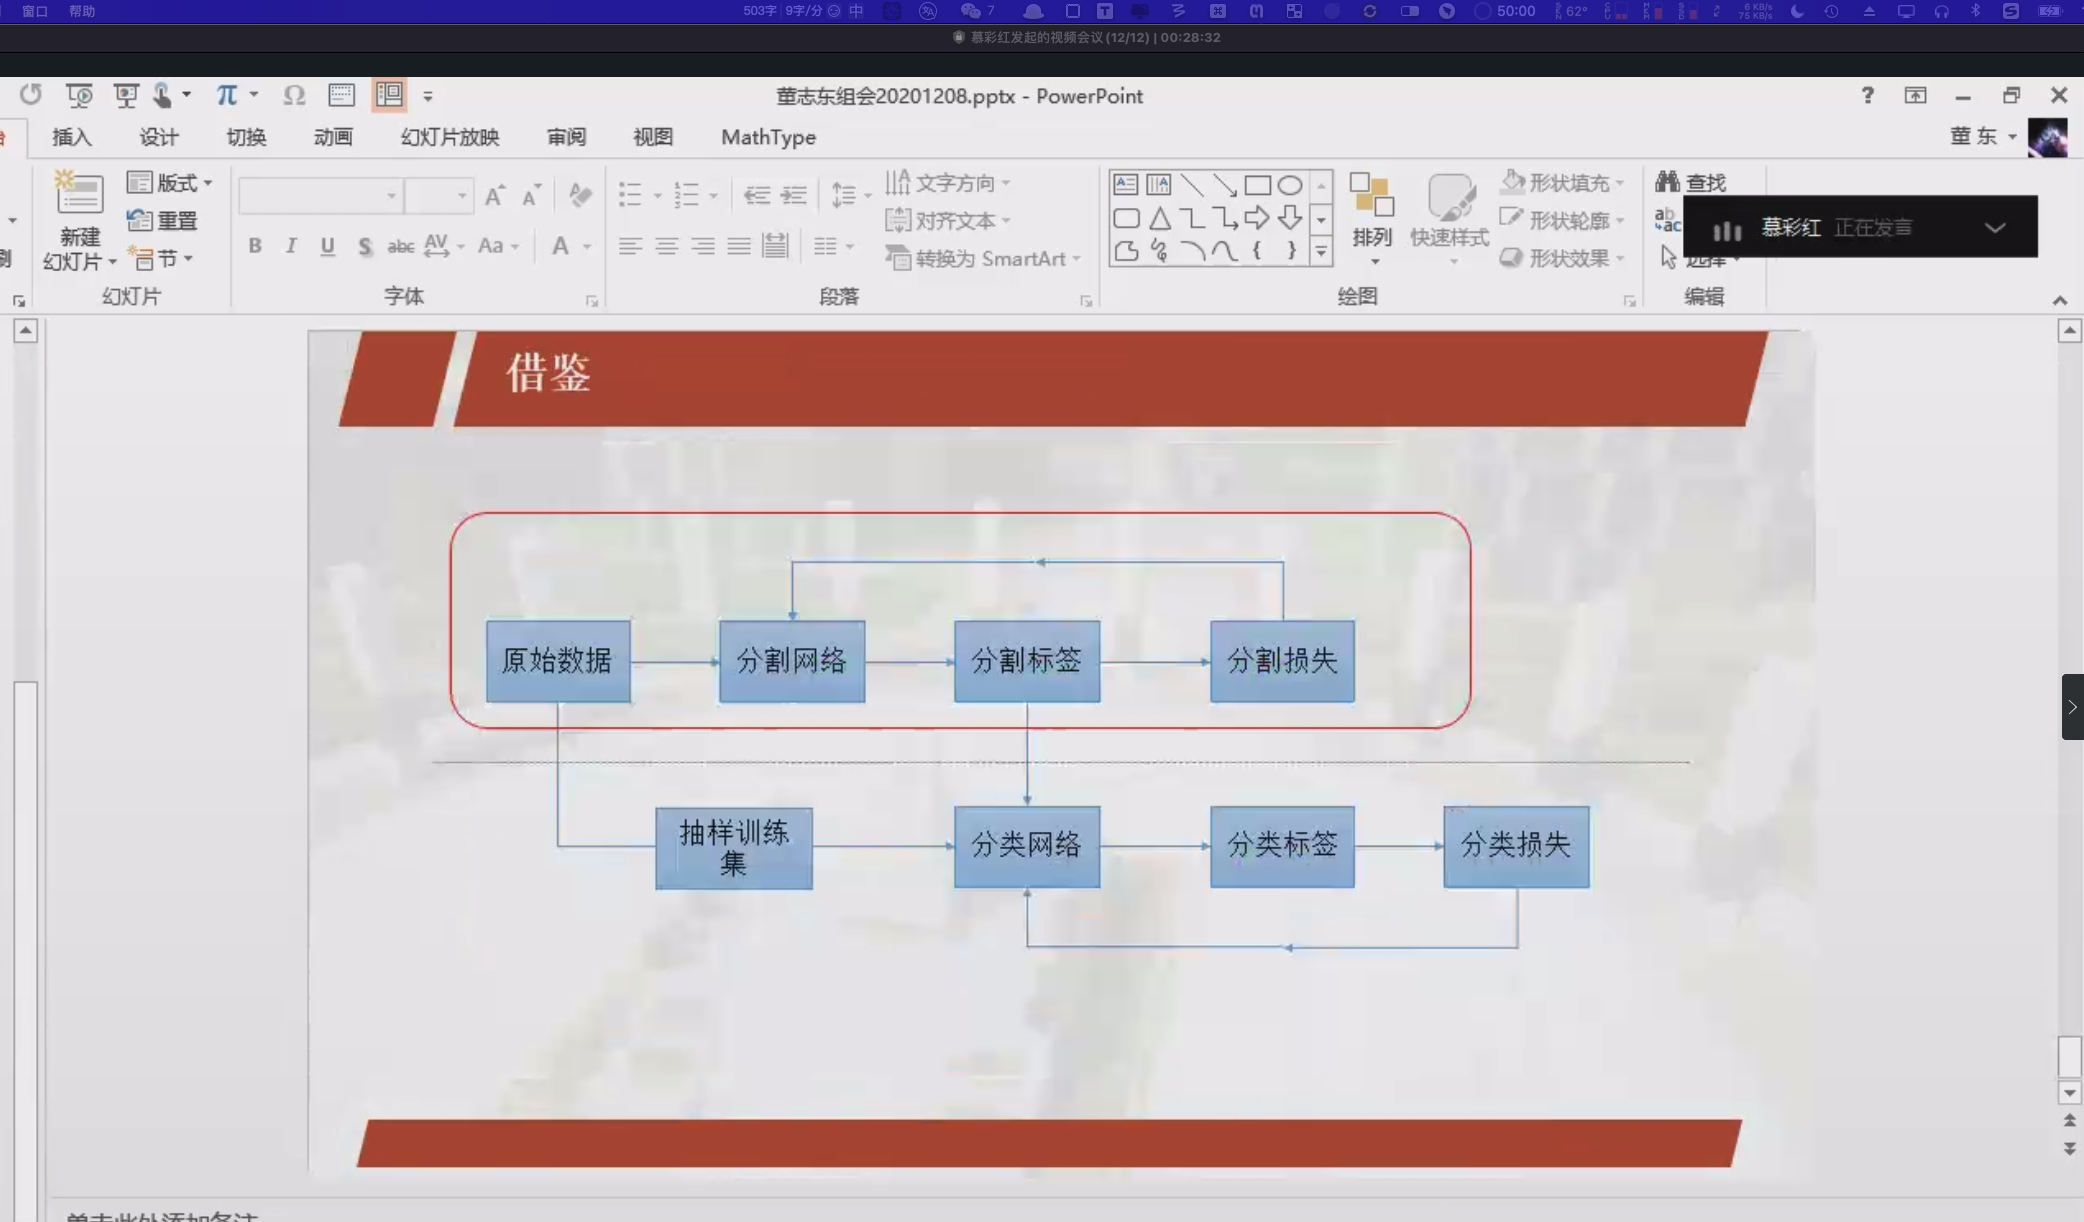 窗口 帮助 503字 9字/分 中 7 50:00 62° 6 KB/s 75 KB/s
慕彩红发起的视频会议 (12/12) | 00:28:32
董志东组会20201208.pptx - PowerPoint
插入 设计 切换 动画 幻灯片放映 审阅 视图 MathType 董 东
新建
幻灯片
版式
重置
节
幻灯片
B I U S abc AV Aa A
字体
文字方向
对齐文本
转换为 SmartArt
段落
排列
快速样式
形状填充
形状轮廓
形状效果
绘图
查找
选择
编辑
慕彩红 正在发言
借鉴
原始数据 分割网络 分割标签 分割损失
抽样训练
集
分类网络 分类标签 分类损失
单击此处添加备注